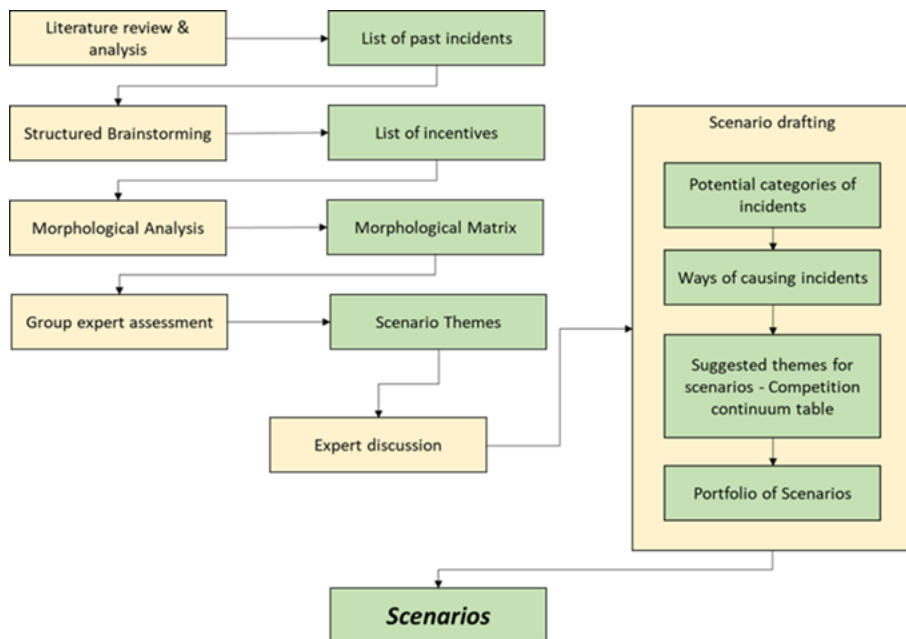 Literature review &
analysis
List of past incidents
Structured Brainstorming
List of incentives
Morphological Analysis
Morphological Matrix
Group expert assessment
Scenario Themes
Expert discussion
Scenario drafting
Potential categories of
incidents
Ways of causing incidents
Suggested themes for
scenarios - Competition
continuum table
Portfolio of Scenarios
Scenarios